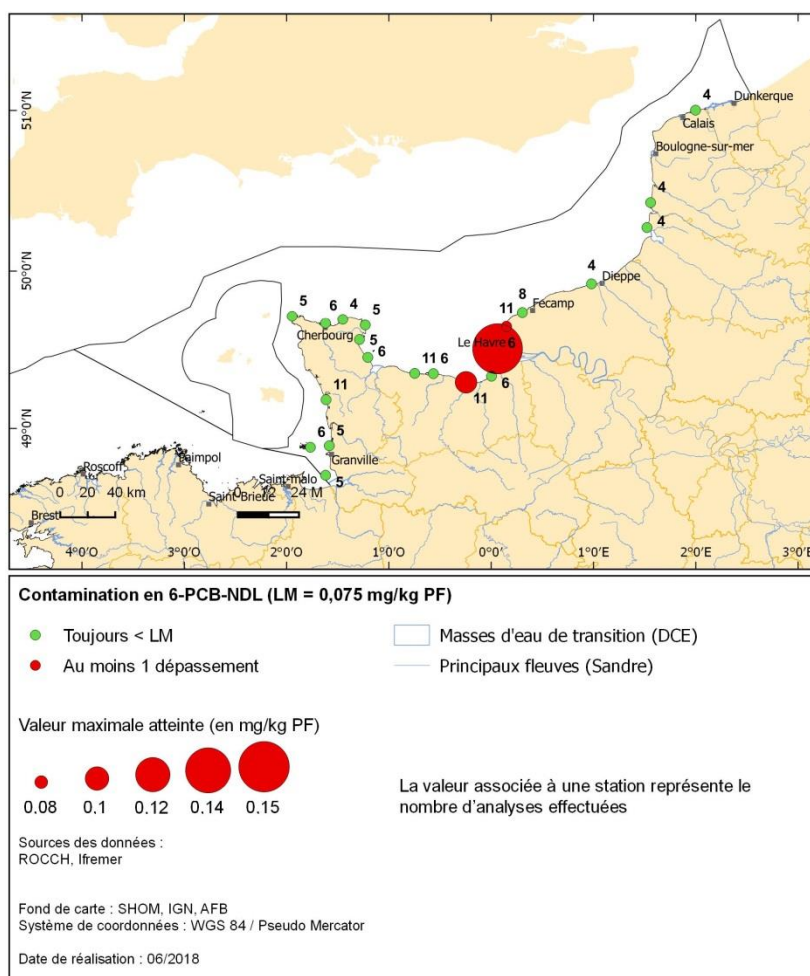 4
Dunkerque
51°0'N
Calais
Boulogne-sur-mer
4
4
50°0'N
4
Dieppe
8
Fecamp
5
6
4
5
11
Cherbourg
5
Le Havre
6
6
11
6
6
11
11
49°0'N
6
5
Granville
Roscoff
Paimpol
Saint-malo
5
0
20
40 km
Saint-Brieuc
0
12
24 M
Brest
4°0'O
3°0'O
2°0'O
1°0'O
0°0'
1°0'E
2°0'E
3°0'E
Contamination en 6-PCB-NDL (LM = 0,075 mg/kg PF)
Toujours < LM
Masses d'eau de transition (DCE)
Au moins 1 dépassement
Principaux fleuves (Sandre)
Valeur maximale atteinte (en mg/kg PF)
0.08
0.1
0.12
0.14
0.15
La valeur associée à une station représente le
nombre d'analyses effectuées
Sources des données :
ROCCH, Ifremer
Fond de carte : SHOM, IGN, AFB
Système de coordonnées : WGS 84 / Pseudo Mercator
Date de réalisation : 06/2018